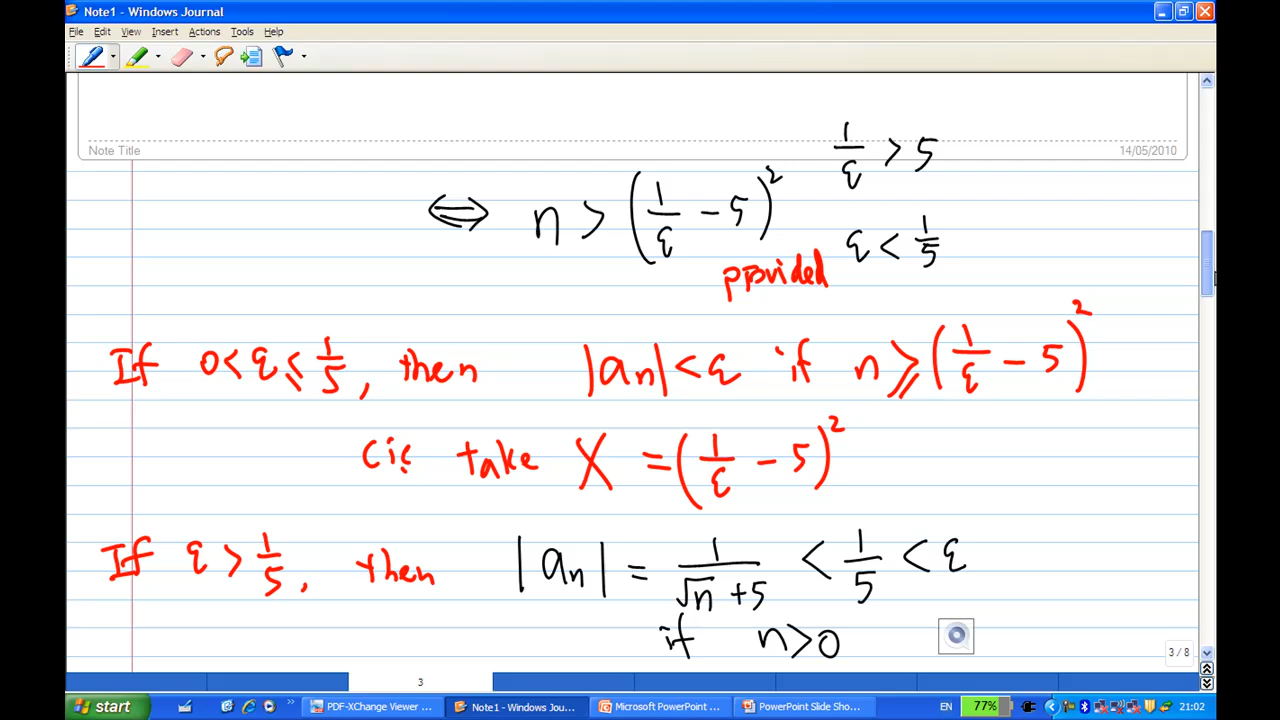 Note1 - Windows Journal
File Edit View Insert Actions Tools Help
1/ε > 5
Note Title 14/05/2010
⟺ n > (1/ε − 5)²
ε < 1/5
provided
If 0 < ε ≤ 1/5, then |aₙ| < ε if n ⩾ (1/ε − 5)²
take X = (1/ε − 5)²
If ε > 1/5, then |aₙ| = 1/(√n + 5) < 1/5 < ε
if n > 0
3 / 8
3
start PDF-XChange Viewer ... Note1 - Windows Jou... Microsoft PowerPoint ... PowerPoint Slide Sho... EN 77% 21:02